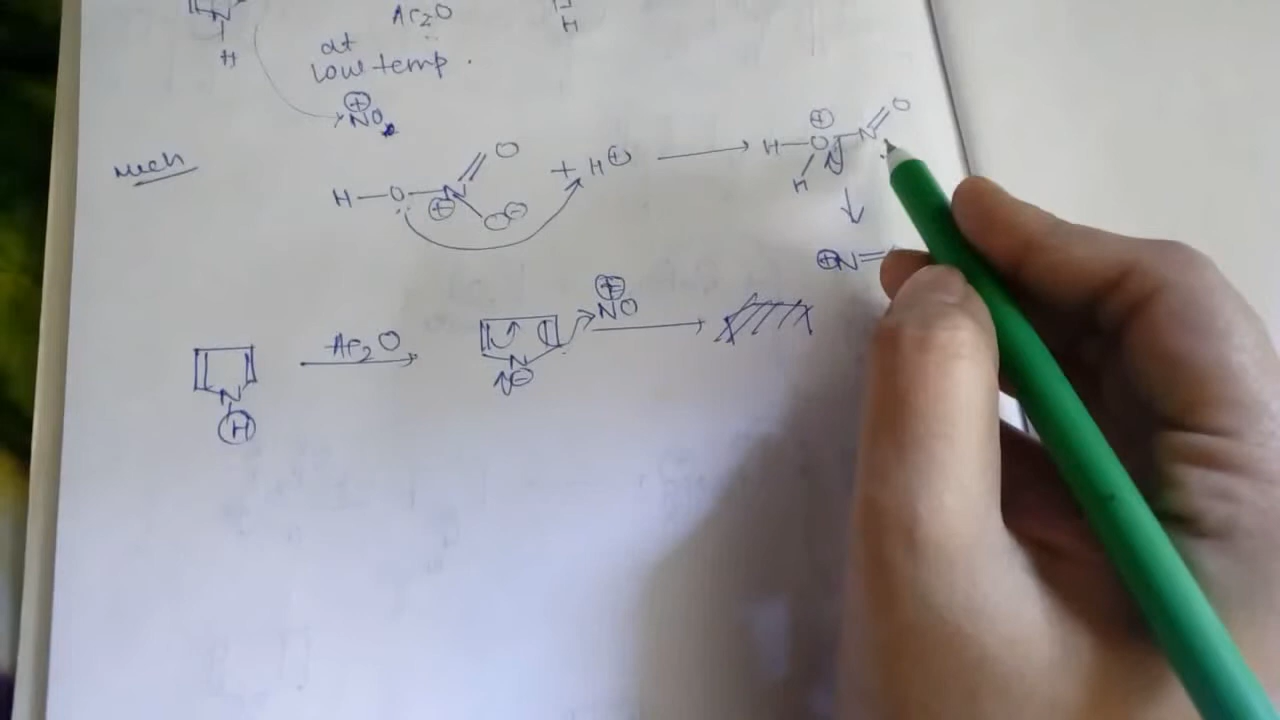 N
H
Ac₂O
H
at
low temp.
⊕
NO₂
Mech
H—O—N=O
⊕
O⊖
+ H⊕
H—O—N=O
⊕
H
⊕N=
N
H
Ac₂O
N
⊖
⊕
NO